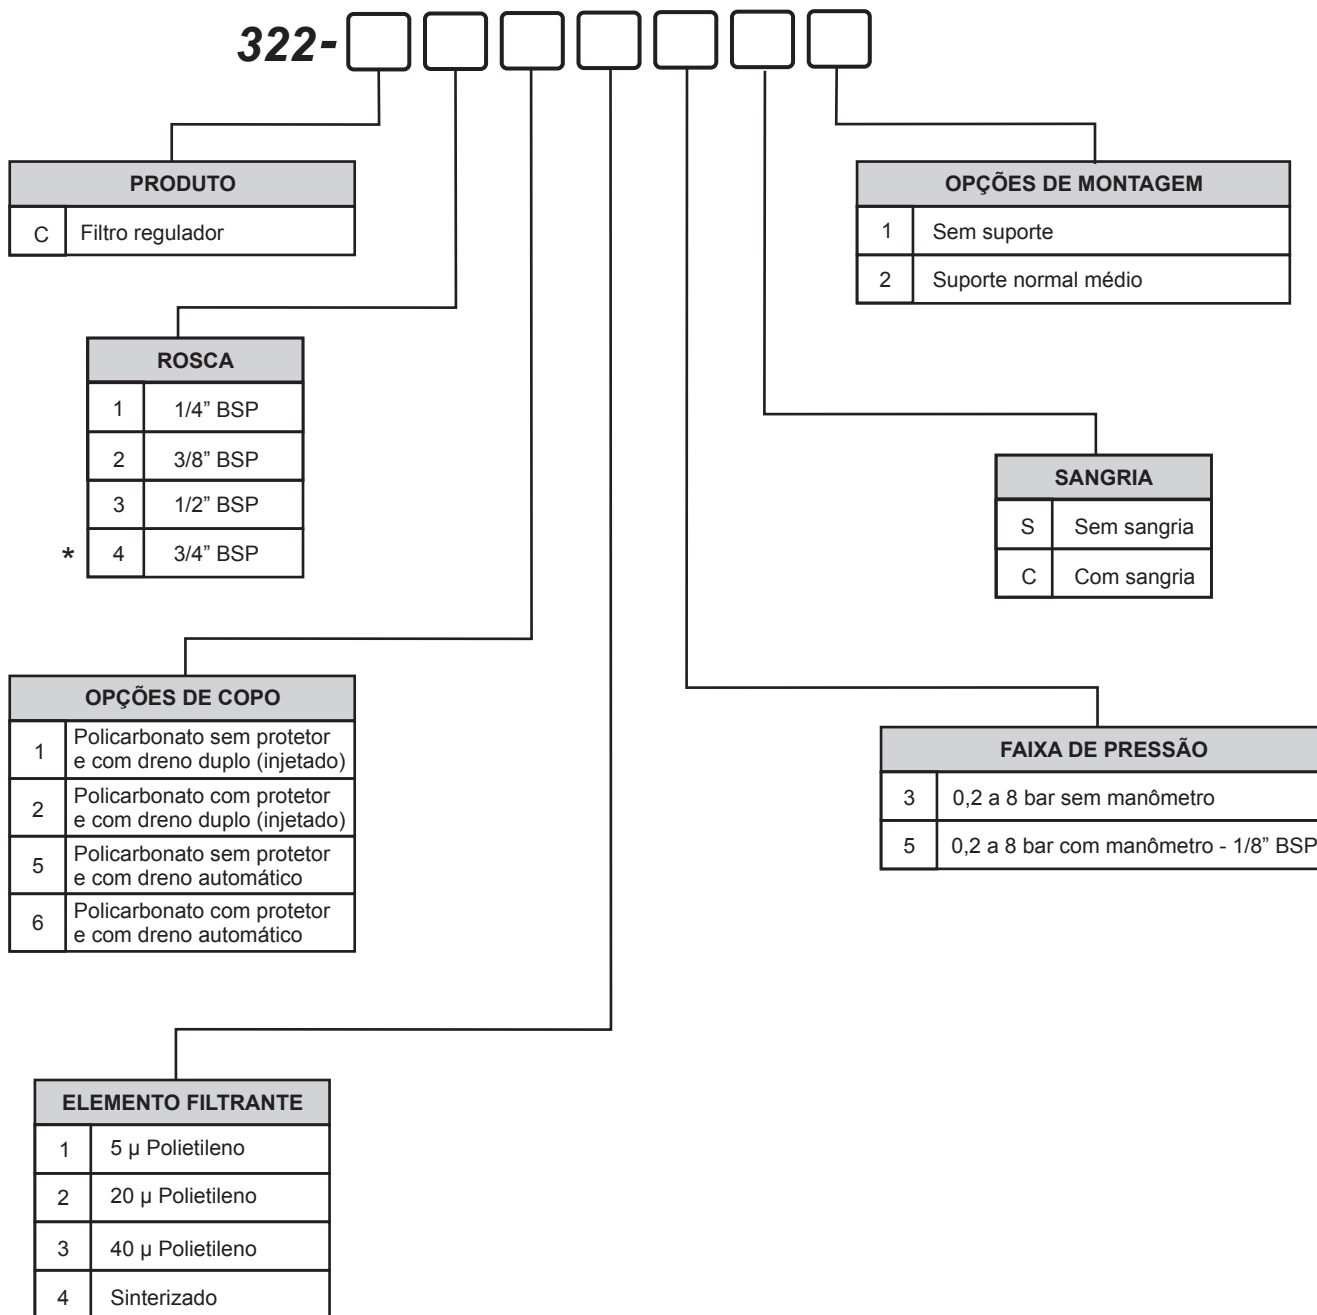 322-
PRODUTO
C Filtro regulador
OPÇÕES DE MONTAGEM
1 Sem suporte
2 Suporte normal médio
ROSCA
1 1/4” BSP
2 3/8” BSP
3 1/2” BSP
* 4 3/4” BSP
SANGRIA
S Sem sangria
C Com sangria
OPÇÕES DE COPO
1 Policarbonato sem protetor
e com dreno duplo (injetado)
2 Policarbonato com protetor
e com dreno duplo (injetado)
5 Policarbonato sem protetor
e com dreno automático
6 Policarbonato com protetor
e com dreno automático
FAIXA DE PRESSÃO
3 0,2 a 8 bar sem manômetro
5 0,2 a 8 bar com manômetro - 1/8” BSP
ELEMENTO FILTRANTE
1 5 µ Polietileno
2 20 µ Polietileno
3 40 µ Polietileno
4 Sinterizado